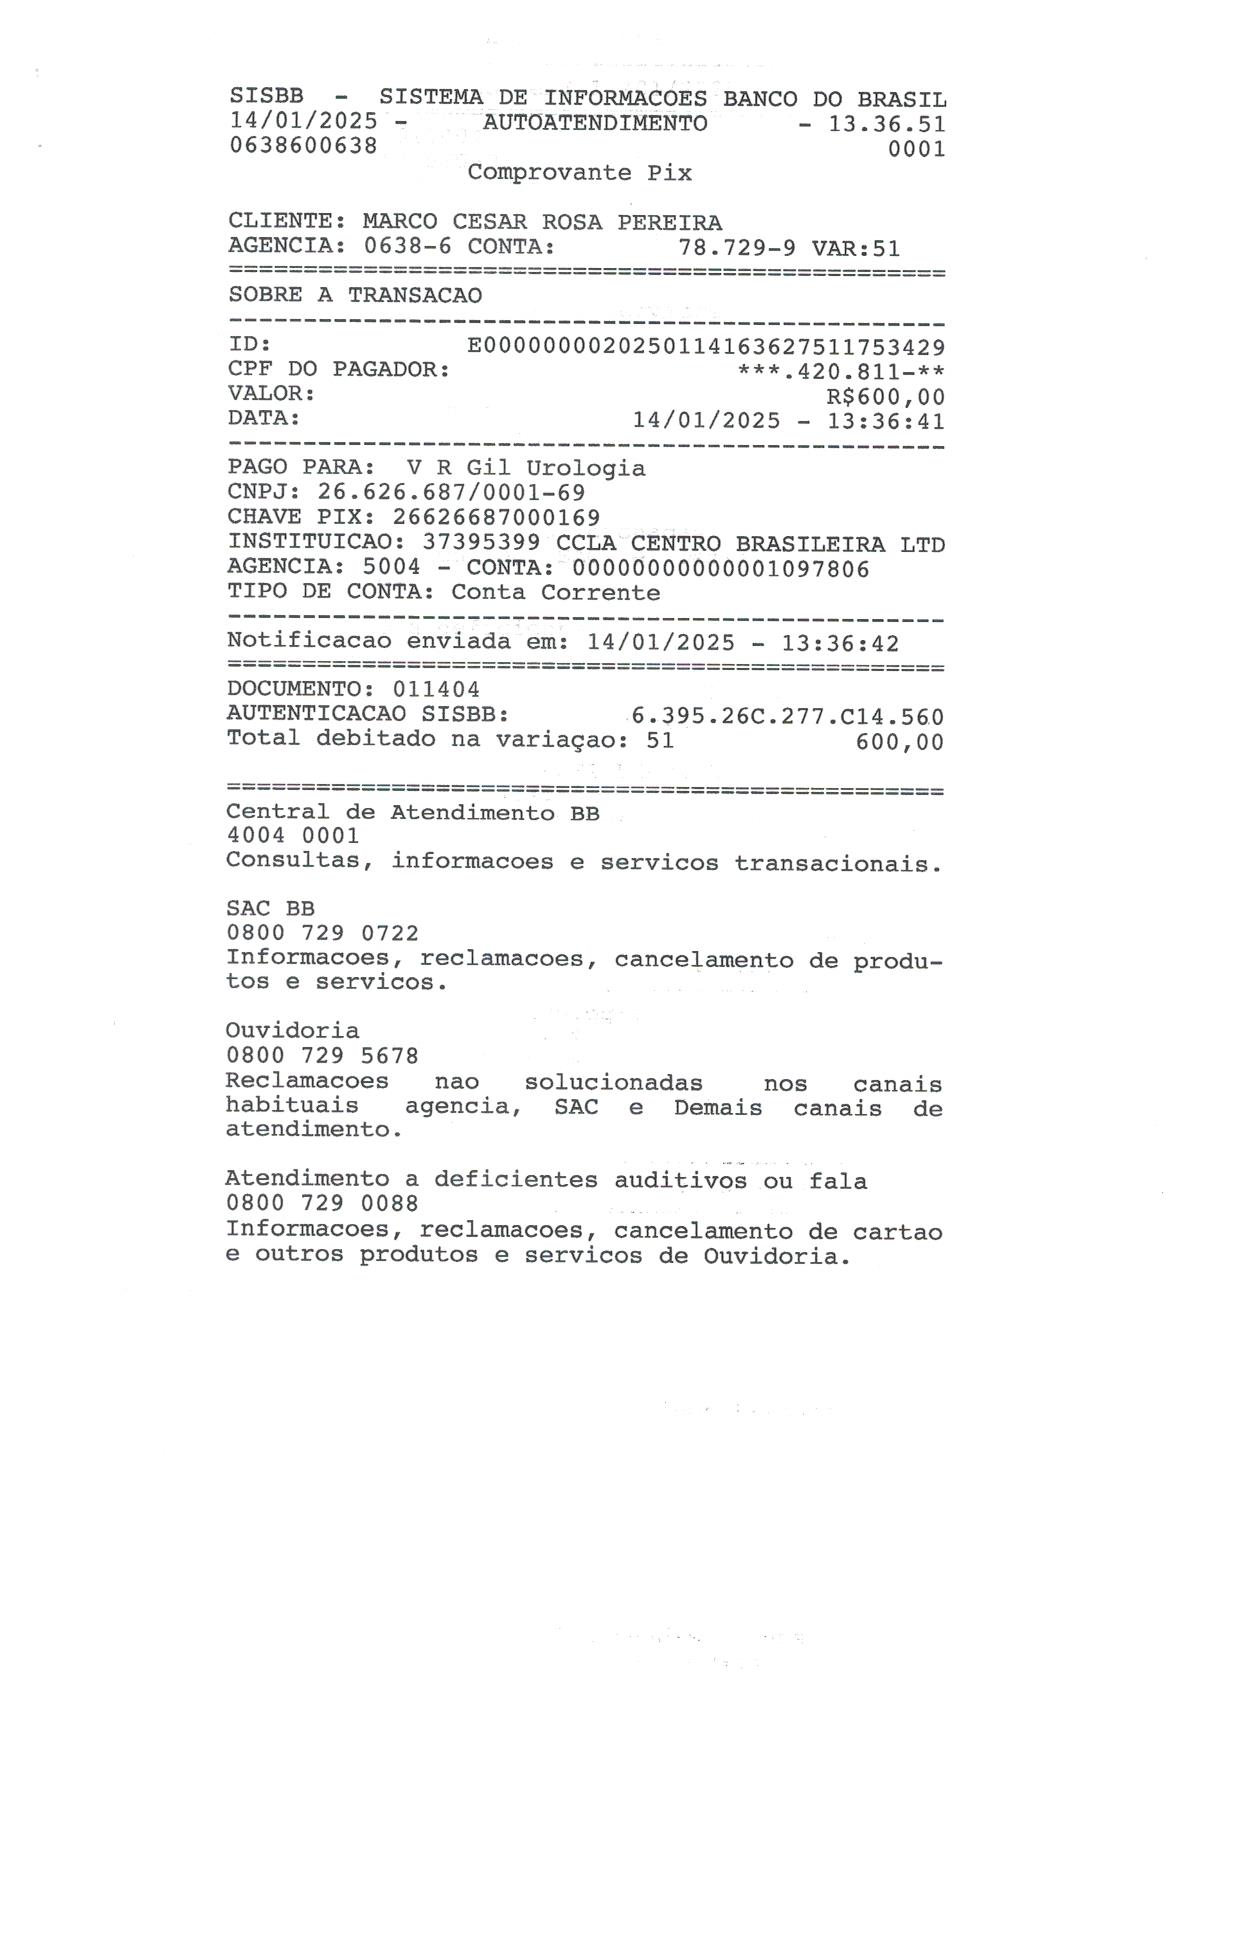 SISBB - SISTEMA DE INFORMACOES BANCO DO BRASIL
14/01/2025 - AUTOATENDIMENTO - 13.36.51
0638600638 0001
Comprovante Pix
CLIENTE: MARCO CESAR ROSA PEREIRA
AGENCIA: 0638-6 CONTA: 78.729-9 VAR:51
================================================
SOBRE A TRANSACAO
------------------------------------------------
ID: E0000000020250114163627511753429
CPF DO PAGADOR: ***.420.811-**
VALOR: R$600,00
DATA: 14/01/2025 - 13:36:41
------------------------------------------------
PAGO PARA: V R Gil Urologia
CNPJ: 26.626.687/0001-69
CHAVE PIX: 26626687000169
INSTITUICAO: 37395399 CCLA CENTRO BRASILEIRA LTD
AGENCIA: 5004 - CONTA: 00000000000001097806
TIPO DE CONTA: Conta Corrente
------------------------------------------------
Notificacao enviada em: 14/01/2025 - 13:36:42
================================================
DOCUMENTO: 011404
AUTENTICACAO SISBB: 6.395.26C.277.C14.560
Total debitado na variaçao: 51 600,00
================================================
Central de Atendimento BB
4004 0001
Consultas, informacoes e servicos transacionais.
SAC BB
0800 729 0722
Informacoes, reclamacoes, cancelamento de produ-
tos e servicos.
Ouvidoria
0800 729 5678
Reclamacoes nao solucionadas nos canais
habituais agencia, SAC e Demais canais de
atendimento.
Atendimento a deficientes auditivos ou fala
0800 729 0088
Informacoes, reclamacoes, cancelamento de cartao
e outros produtos e servicos de Ouvidoria.